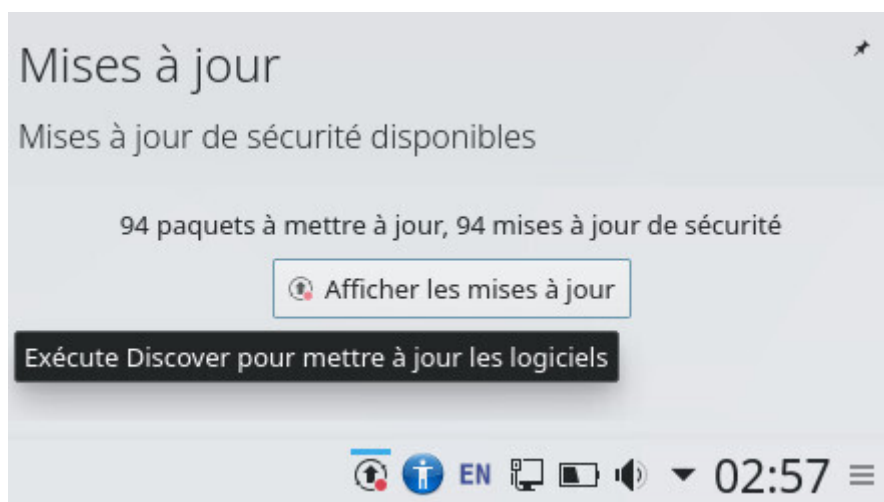 Mises à jour
Mises à jour de sécurité disponibles
94 paquets à mettre à jour, 94 mises à jour de sécurité
Afficher les mises à jour
Exécute Discover pour mettre à jour les logiciels
EN 02:57